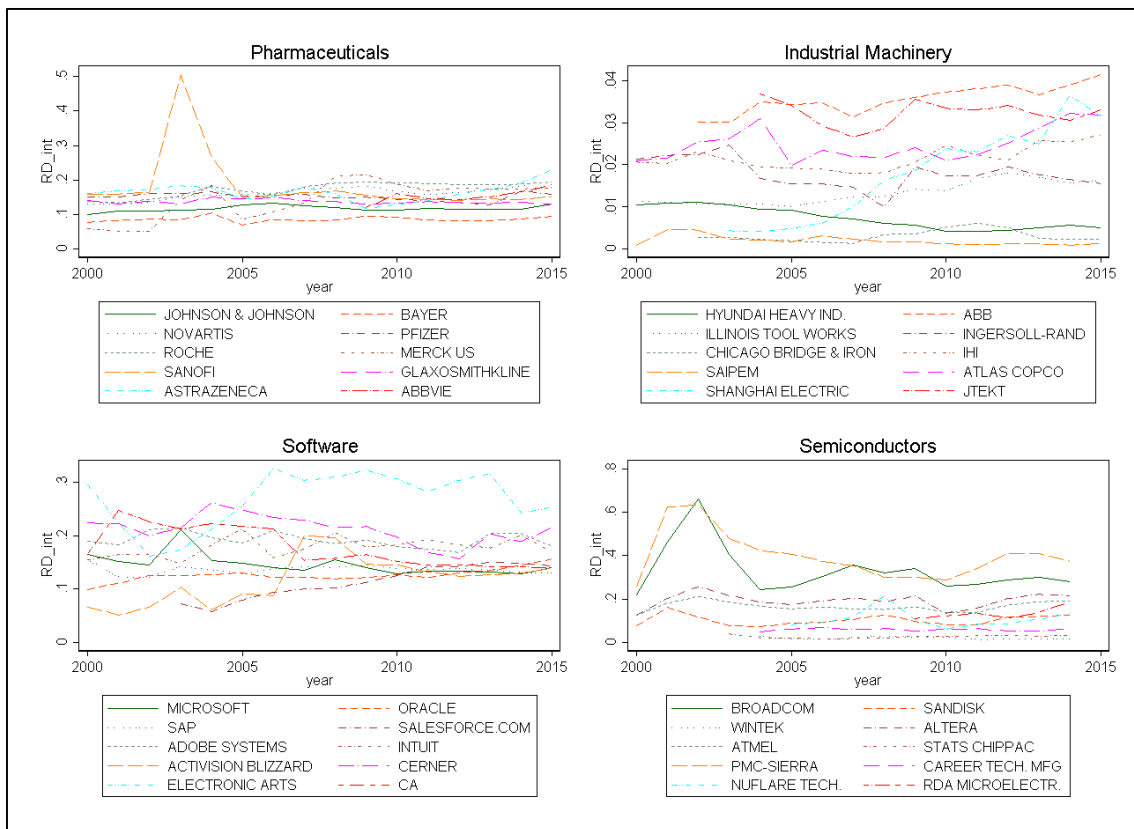 Pharmaceuticals
RD_int
.5
.4
.3
.2
.1
0
2000 2005 2010 2015
year
JOHNSON & JOHNSON BAYER
NOVARTIS PFIZER
ROCHE MERCK US
SANOFI GLAXOSMITHKLINE
ASTRAZENECA ABBVIE
Industrial Machinery
RD_int
.04
.03
.02
.01
0
2000 2005 2010 2015
year
HYUNDAI HEAVY IND. ABB
ILLINOIS TOOL WORKS INGERSOLL-RAND
CHICAGO BRIDGE & IRON IHI
SAIPEM ATLAS COPCO
SHANGHAI ELECTRIC JTEKT
Software
RD_int
.3
.2
.1
0
2000 2005 2010 2015
year
MICROSOFT ORACLE
SAP SALESFORCE.COM
ADOBE SYSTEMS INTUIT
ACTIVISION BLIZZARD CERNER
ELECTRONIC ARTS CA
Semiconductors
RD_int
.8
.6
.4
.2
0
2000 2005 2010 2015
year
BROADCOM SANDISK
WINTEK ALTERA
ATMEL STATS CHIPPAC
PMC-SIERRA CAREER TECH. MFG
NUFLARE TECH. RDA MICROELECTR.